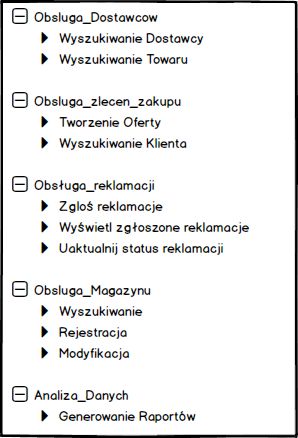 Obsluga_Dostawcow
Wyszukiwanie Dostawcy
Wyszukiwanie Towaru
Obsluga_zlecen_zakupu
Tworzenie Oferty
Wyszukiwanie Klienta
Obsługa_reklamacji
Zgloś reklamacje
Wyświetl zgłoszone reklamacje
Uaktualnij status reklamacji
Obsluga_Magazynu
Wyszukiwanie
Rejestracja
Modyfikacja
Analiza_Danych
Generowanie Raportów